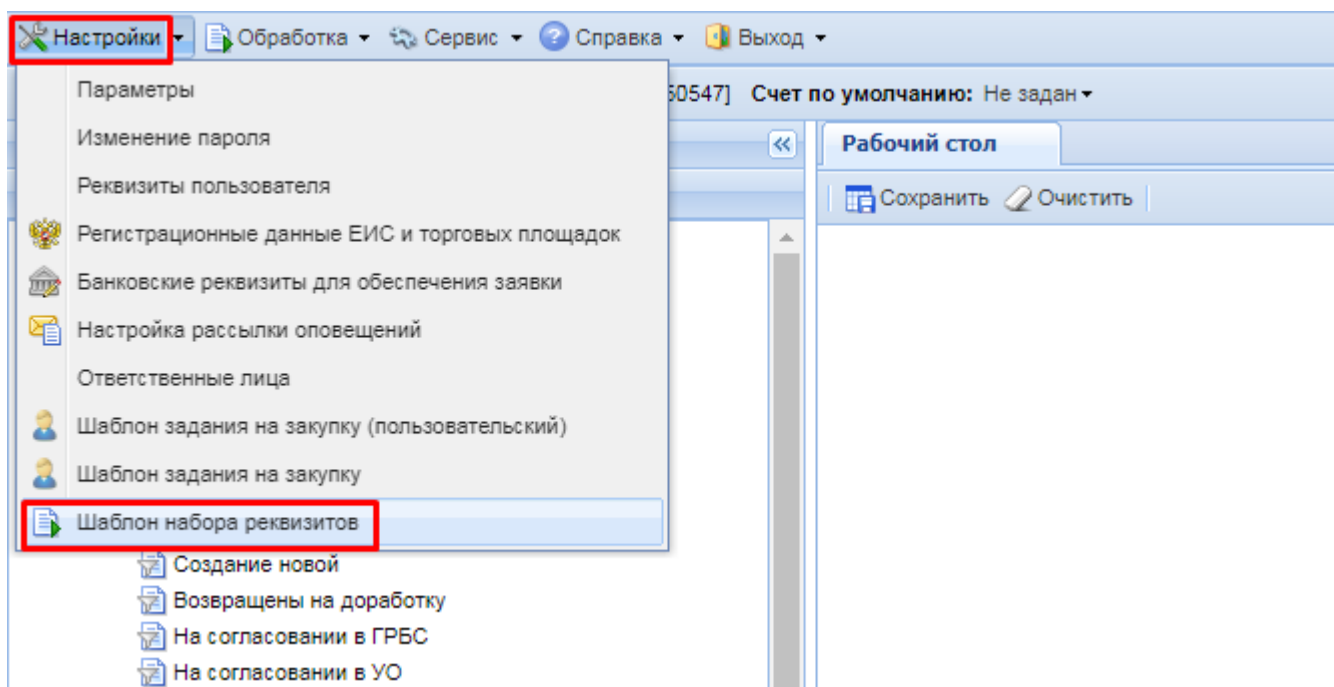 Настройки Обработка Сервис Справка Выход
Параметры
50547] Счет по умолчанию: Не задан
Изменение пароля
Рабочий стол
Реквизиты пользователя
Сохранить Очистить
Регистрационные данные ЕИС и торговых площадок
Банковские реквизиты для обеспечения заявки
Настройка рассылки оповещений
Ответственные лица
Шаблон задания на закупку (пользовательский)
Шаблон задания на закупку
Шаблон набора реквизитов
Создание новой
Возвращены на доработку
На согласовании в ГРБС
На согласовании в УО